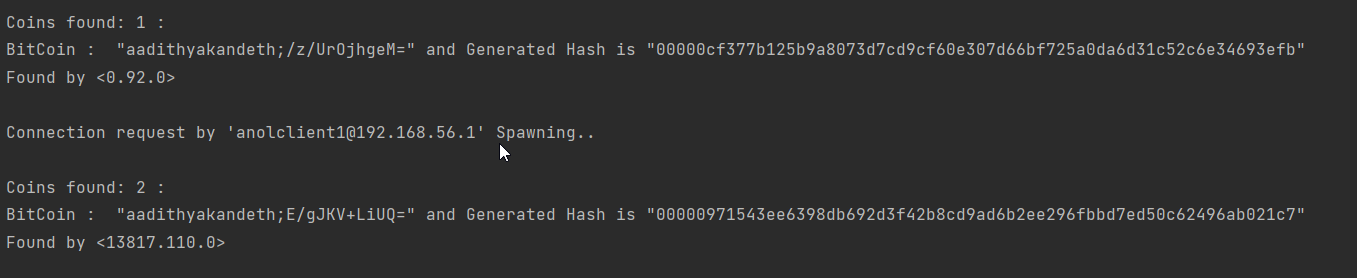 Coins found: 1 :
BitCoin :  "aadithyakandeth;/z/UrOjhgeM=" and Generated Hash is "00000cf377b125b9a8073d7cd9cf60e307d66bf725a0da6d31c52c6e34693efb"
Found by <0.92.0>
Connection request by 'anolclient1@192.168.56.1' Spawning..
Coins found: 2 :
BitCoin :  "aadithyakandeth;E/gJKV+LiUQ=" and Generated Hash is "00000971543ee6398db692d3f42b8cd9ad6b2ee296fbbd7ed50c62496ab021c7"
Found by <13817.110.0>